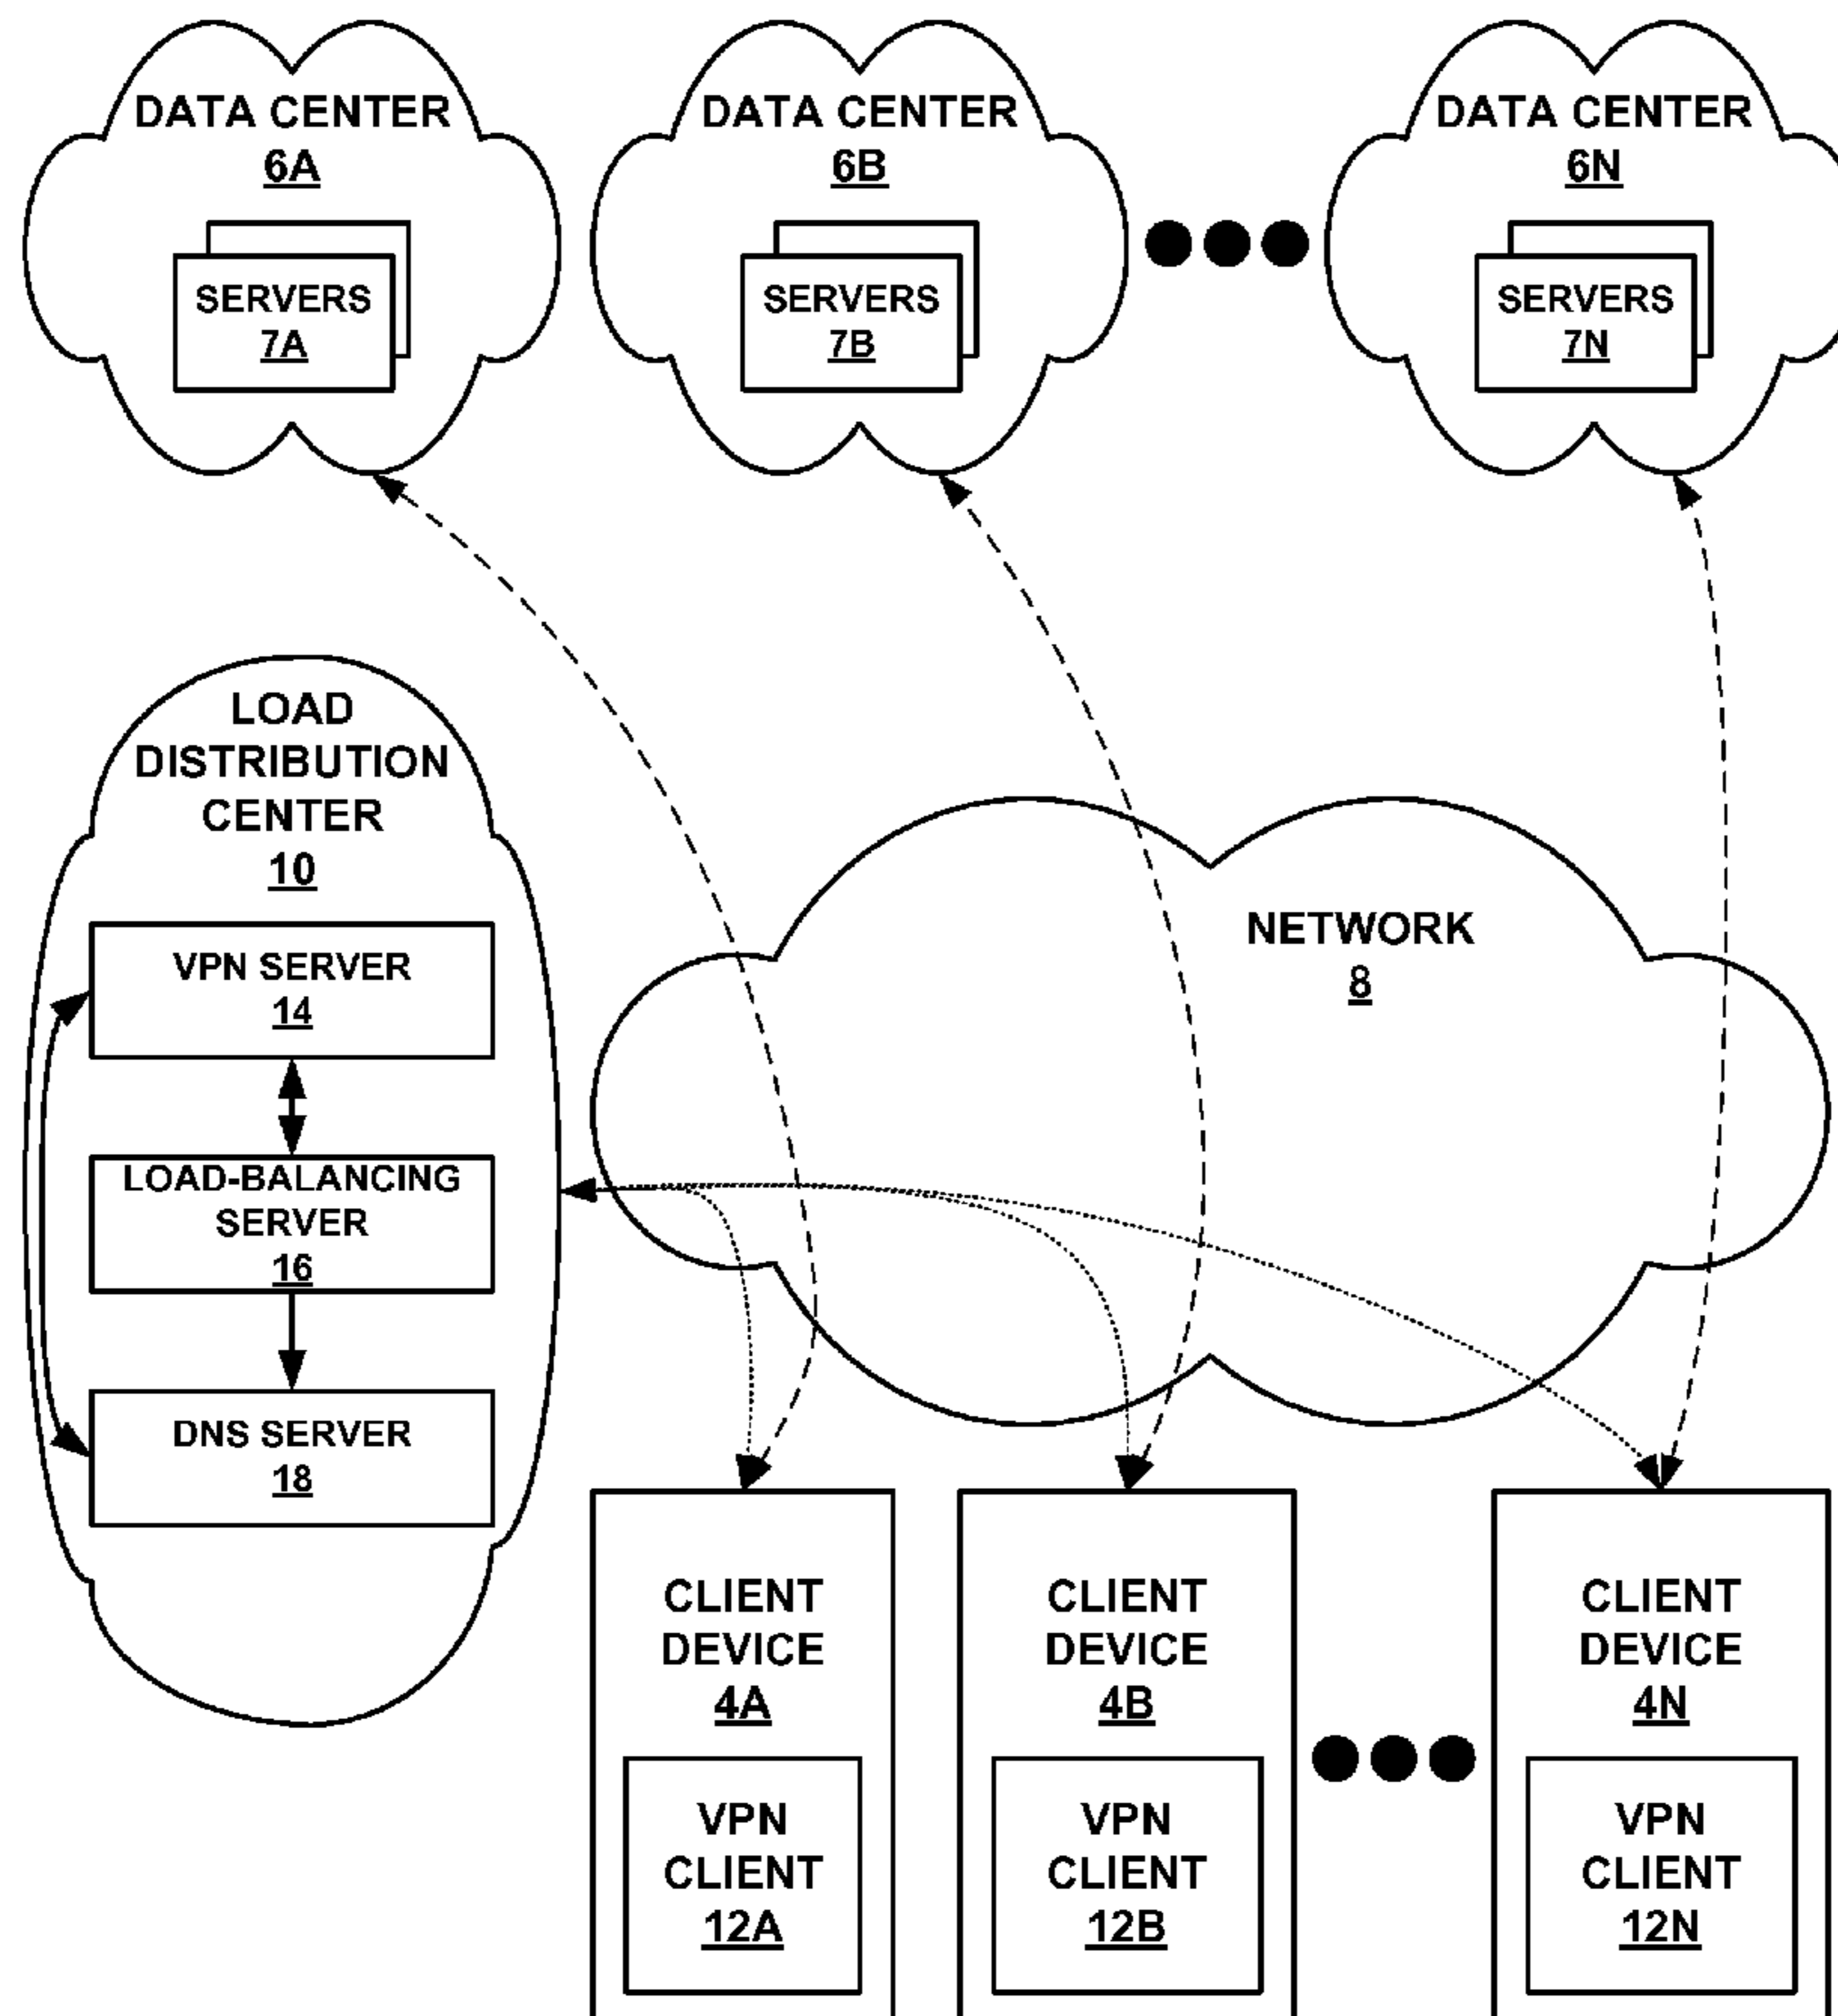 DATA CENTER
6A
SERVERS
7A
DATA CENTER
6B
SERVERS
7B
DATA CENTER
6N
SERVERS
7N
LOAD
DISTRIBUTION
CENTER
10
VPN SERVER
14
LOAD-BALANCING
SERVER
16
DNS SERVER
18
NETWORK
8
CLIENT
DEVICE
4A
VPN
CLIENT
12A
CLIENT
DEVICE
4B
VPN
CLIENT
12B
CLIENT
DEVICE
4N
VPN
CLIENT
12N